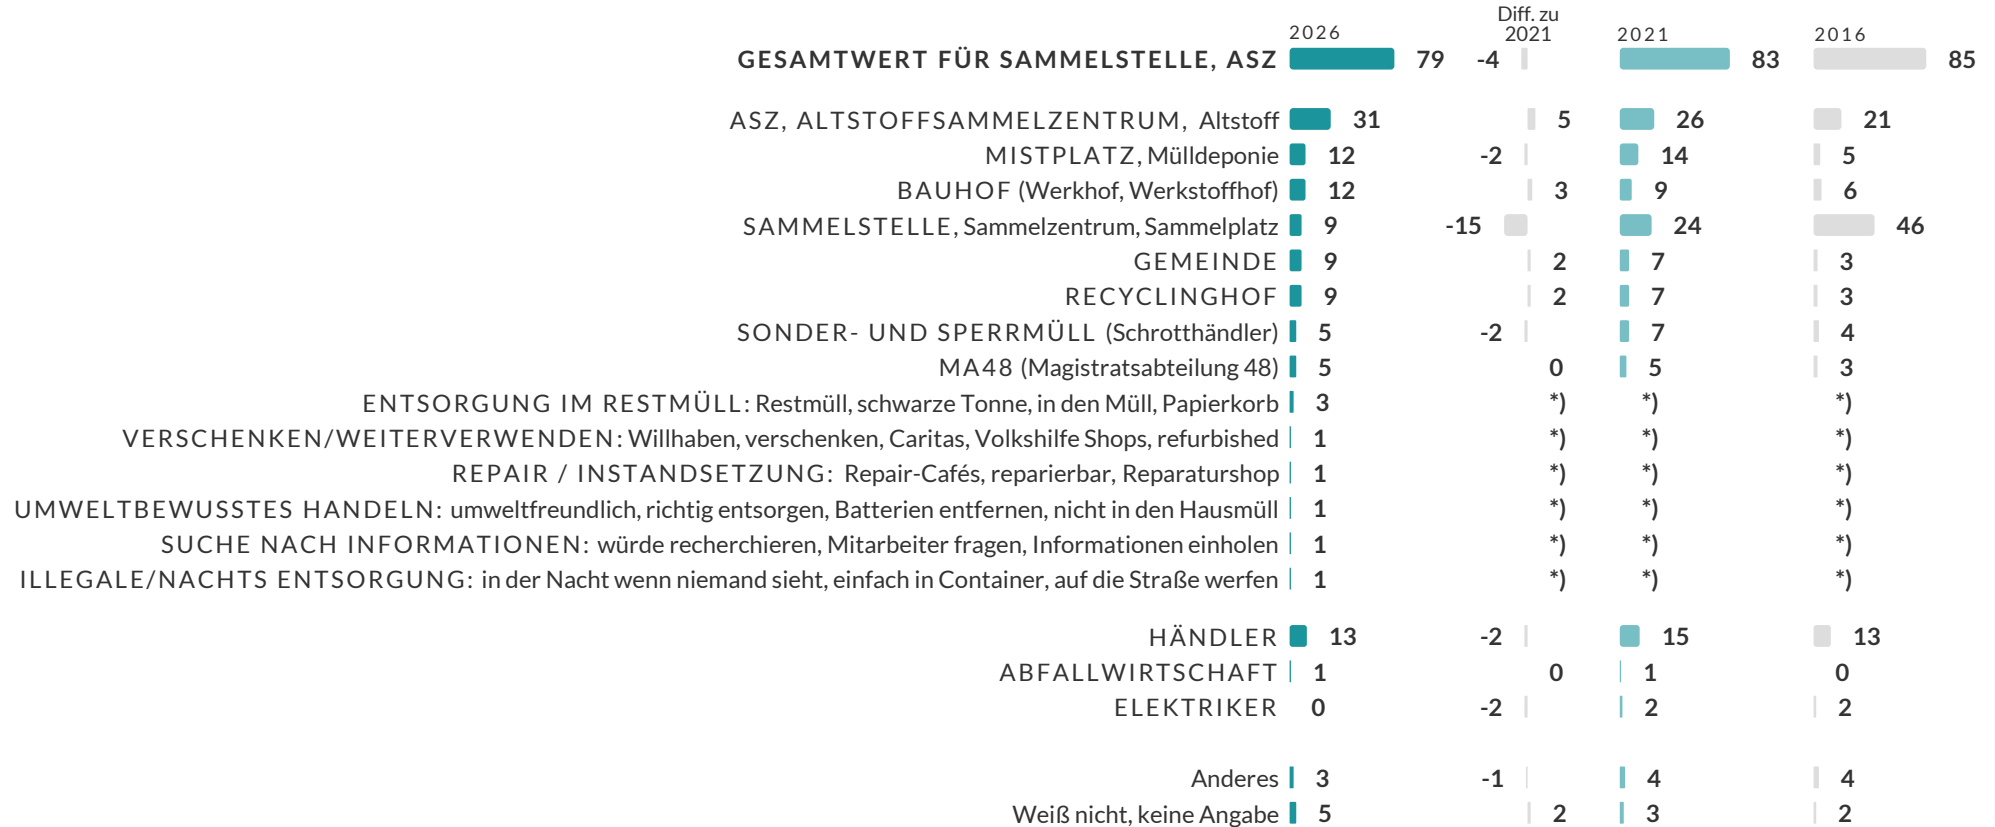 Diff. zu
2026 2021 2021 2016
GESAMTWERT FÜR SAMMELSTELLE, ASZ 79 -4 83 85
ASZ, ALTSTOFFSAMMELZENTRUM, Altstoff 31 5 26 21
MISTPLATZ, Mülldeponie 12 -2 14 5
BAUHOF (Werkhof, Werkstoffhof) 12 3 9 6
SAMMELSTELLE, Sammelzentrum, Sammelplatz 9 -15 24 46
GEMEINDE 9 2 7 3
RECYCLINGHOF 9 2 7 3
SONDER- UND SPERRMÜLL (Schrotthändler) 5 -2 7 4
MA48 (Magistratsabteilung 48) 5 0 5 3
ENTSORGUNG IM RESTMÜLL: Restmüll, schwarze Tonne, in den Müll, Papierkorb 3 *) *) *)
VERSCHENKEN/WEITERVERWENDEN: Willhaben, verschenken, Caritas, Volkshilfe Shops, refurbished 1 *) *) *)
REPAIR / INSTANDSETZUNG: Repair-Cafés, reparierbar, Reparaturshop 1 *) *) *)
UMWELTBEWUSSTES HANDELN: umweltfreundlich, richtig entsorgen, Batterien entfernen, nicht in den Hausmüll 1 *) *) *)
SUCHE NACH INFORMATIONEN: würde recherchieren, Mitarbeiter fragen, Informationen einholen 1 *) *) *)
ILLEGALE/NACHTS ENTSORGUNG: in der Nacht wenn niemand sieht, einfach in Container, auf die Straße werfen 1 *) *) *)
HÄNDLER 13 -2 15 13
ABFALLWIRTSCHAFT 1 0 1 0
ELEKTRIKER 0 -2 2 2
Anderes 3 -1 4 4
Weiß nicht, keine Angabe 5 2 3 2